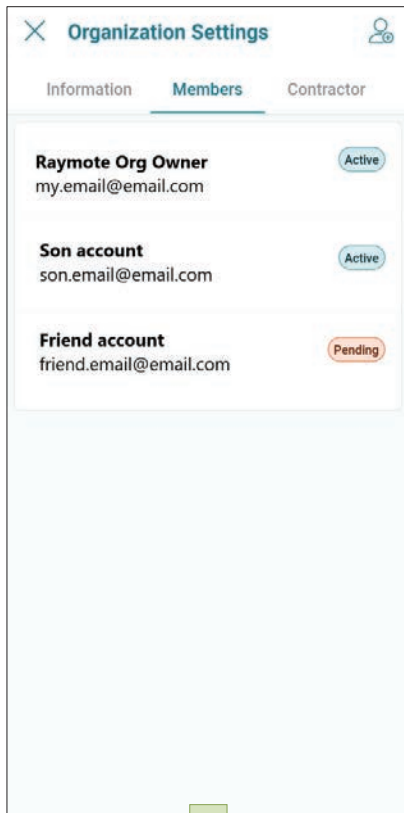 Organization Settings
Information Members Contractor
Raymote Org Owner Active
my.email@email.com
Son account Active
son.email@email.com
Friend account Pending
friend.email@email.com